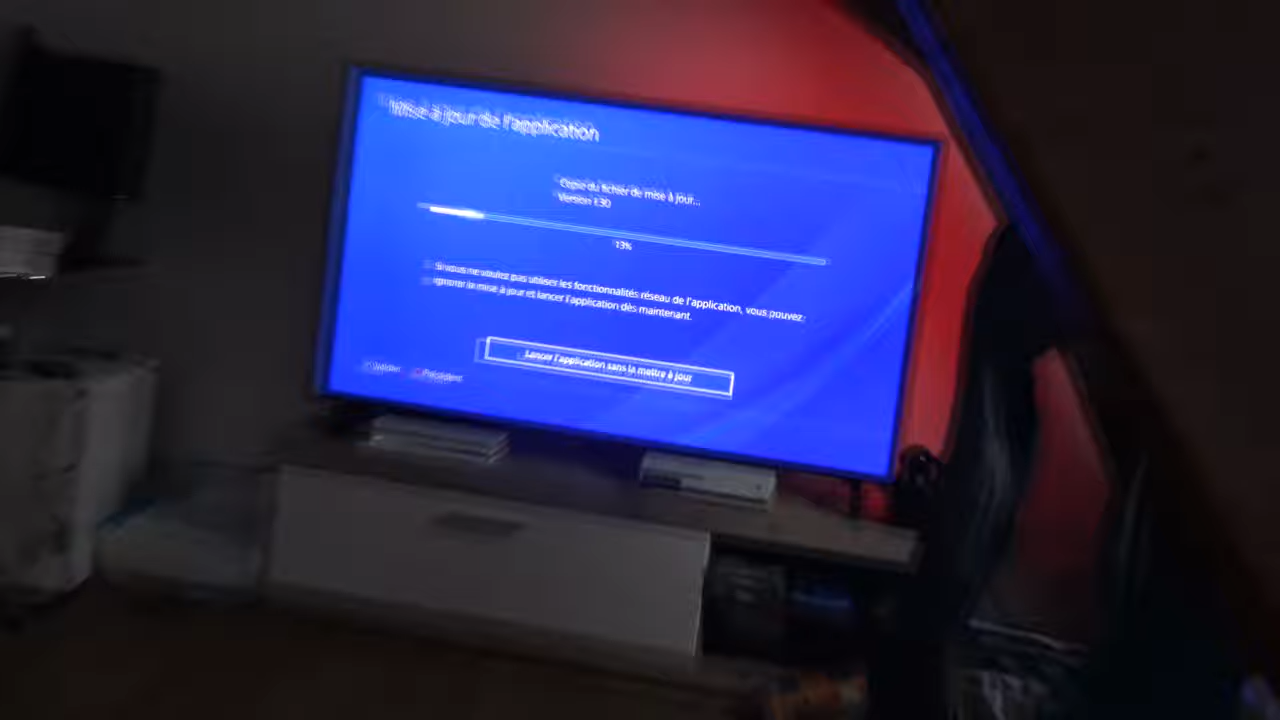 Mise à jour de l'application
Copie du fichier de mise à jour...
Version 1.30
13%
Si vous ne voulez pas utiliser les fonctionnalités réseau de l'application, vous pouvez
ignorer la mise à jour et lancer l'application dès maintenant.
Lancer l'application sans la mettre à jour
Valider Précédent